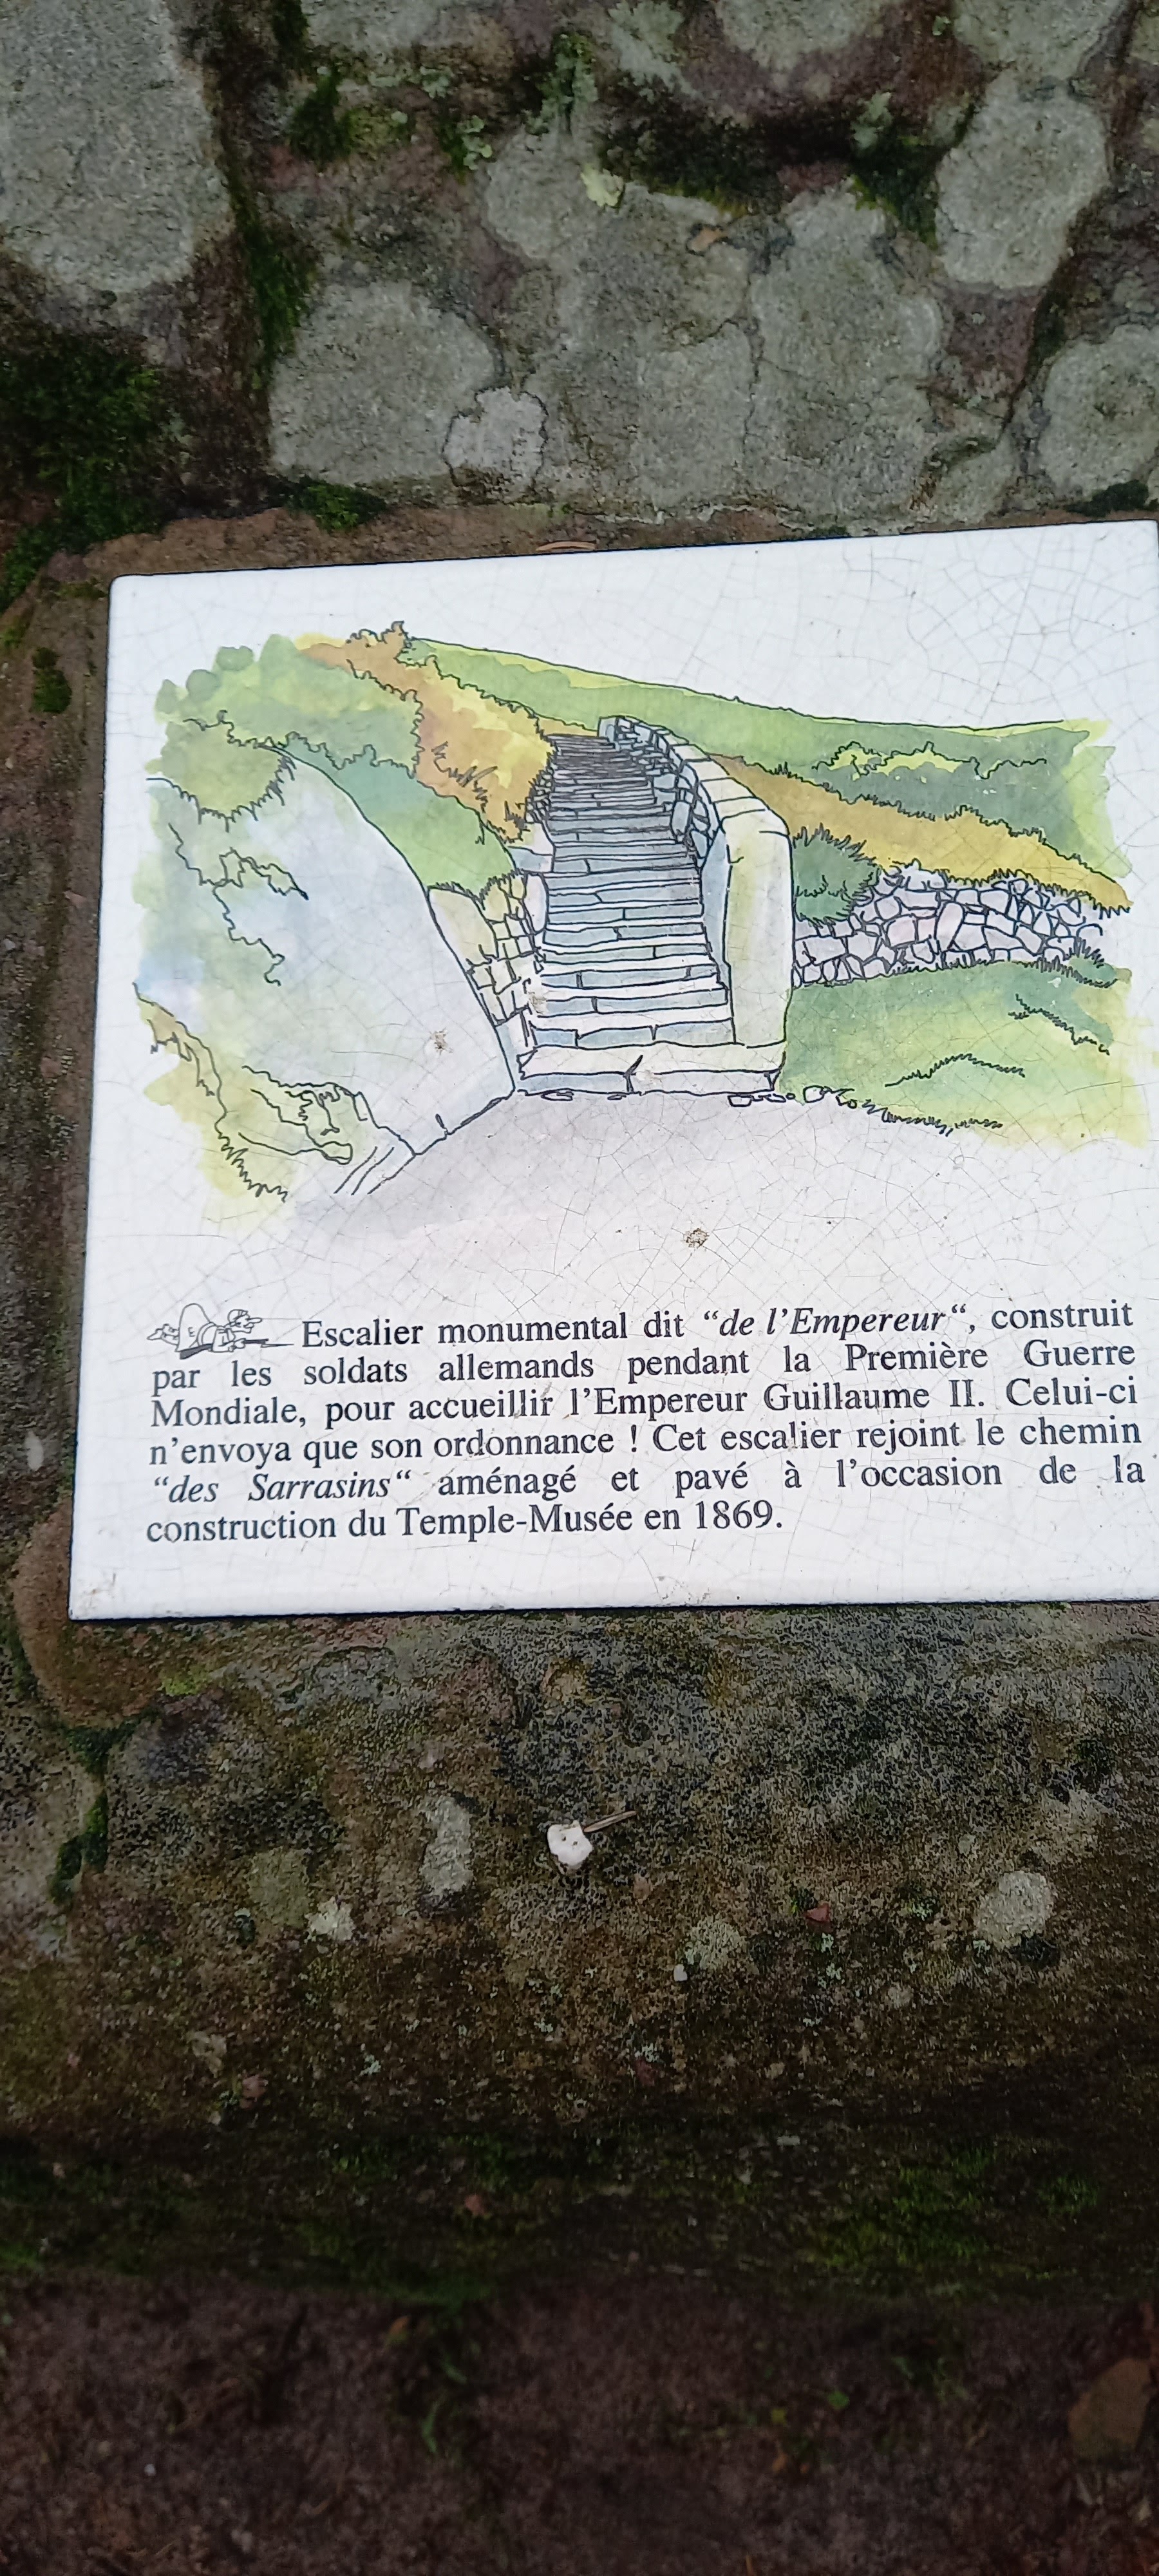 Escalier monumental dit “de l’Empereur“, construit
par les soldats allemands pendant la Première Guerre
Mondiale, pour accueillir l’Empereur Guillaume II. Celui-ci
n’envoya que son ordonnance ! Cet escalier rejoint le chemin
“des Sarrasins“ aménagé et pavé à l’occasion de la
construction du Temple-Musée en 1869.